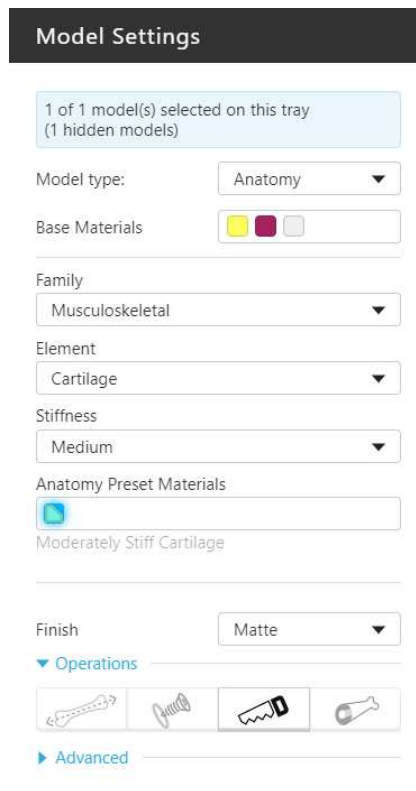 Model Settings
1 of 1 model(s) selected on this tray
(1 hidden models)
Model type:
Anatomy
Base Materials
Family
Musculoskeletal
Element
Cartilage
Stiffness
Medium
Anatomy Preset Materials
Moderately Stiff Cartilage
Finish
Matte
Operations
Advanced